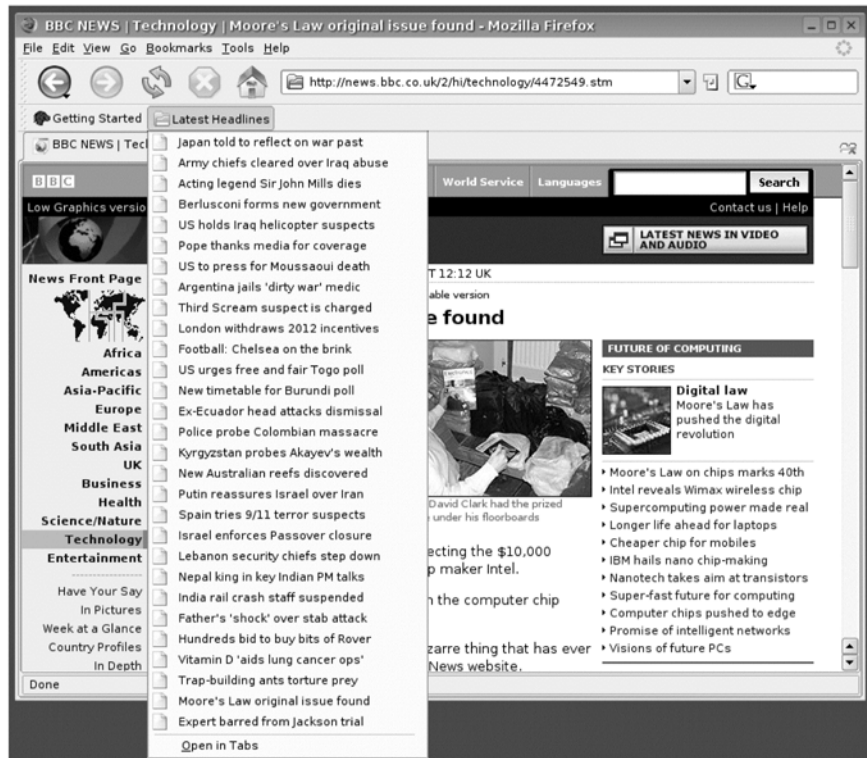 BBC NEWS | Technology | Moore's Law original issue found - Mozilla Firefox
File Edit View Go Bookmarks Tools Help
http://news.bbc.co.uk/2/hi/technology/4472549.stm
G
Getting Started
Latest Headlines
BBC NEWS | Tecl
Japan told to reflect on war past
Army chiefs cleared over Iraq abuse
Acting legend Sir John Mills dies
Berlusconi forms new government
US holds Iraq helicopter suspects
Pope thanks media for coverage
US to press for Moussaoui death
Argentina jails 'dirty war' medic
Third Scream suspect is charged
London withdraws 2012 incentives
Football: Chelsea on the brink
US urges free and fair Togo poll
New timetable for Burundi poll
Ex-Ecuador head attacks dismissal
Police probe Colombian massacre
Kyrgyzstan probes Akayev's wealth
New Australian reefs discovered
Putin reassures Israel over Iran
Spain tries 9/11 terror suspects
Israel enforces Passover closure
Lebanon security chiefs step down
Nepal king in key Indian PM talks
India rail crash staff suspended
Father's 'shock' over stab attack
Hundreds bid to buy bits of Rover
Vitamin D 'aids lung cancer ops'
Trap-building ants torture prey
Moore's Law original issue found
Expert barred from Jackson trial
Open in Tabs
BBC
World Service Languages Search
Low Graphics versio
Contact us | Help
LATEST NEWS IN VIDEO
AND AUDIO
News Front Page
Africa
Americas
Asia-Pacific
Europe
Middle East
South Asia
UK
Business
Health
Science/Nature
Technology
Entertainment
Have Your Say
In Pictures
Week at a Glance
Country Profiles
In Depth
T 12:12 UK
able version
e found
David Clark had the prized
e under his floorboards
ecting the $10,000
p maker Intel.
n the computer chip
zarre thing that has ever
News website.
FUTURE OF COMPUTING
KEY STORIES
Digital law
Moore's Law has
pushed the digital
revolution
Moore's Law on chips marks 40th
Intel reveals Wimax wireless chip
Supercomputing power made real
Longer life ahead for laptops
Cheaper chip for mobiles
IBM hails nano chip-making
Nanotech takes aim at transistors
Super-fast future for computing
Computer chips pushed to edge
Promise of intelligent networks
Visions of future PCs
Done